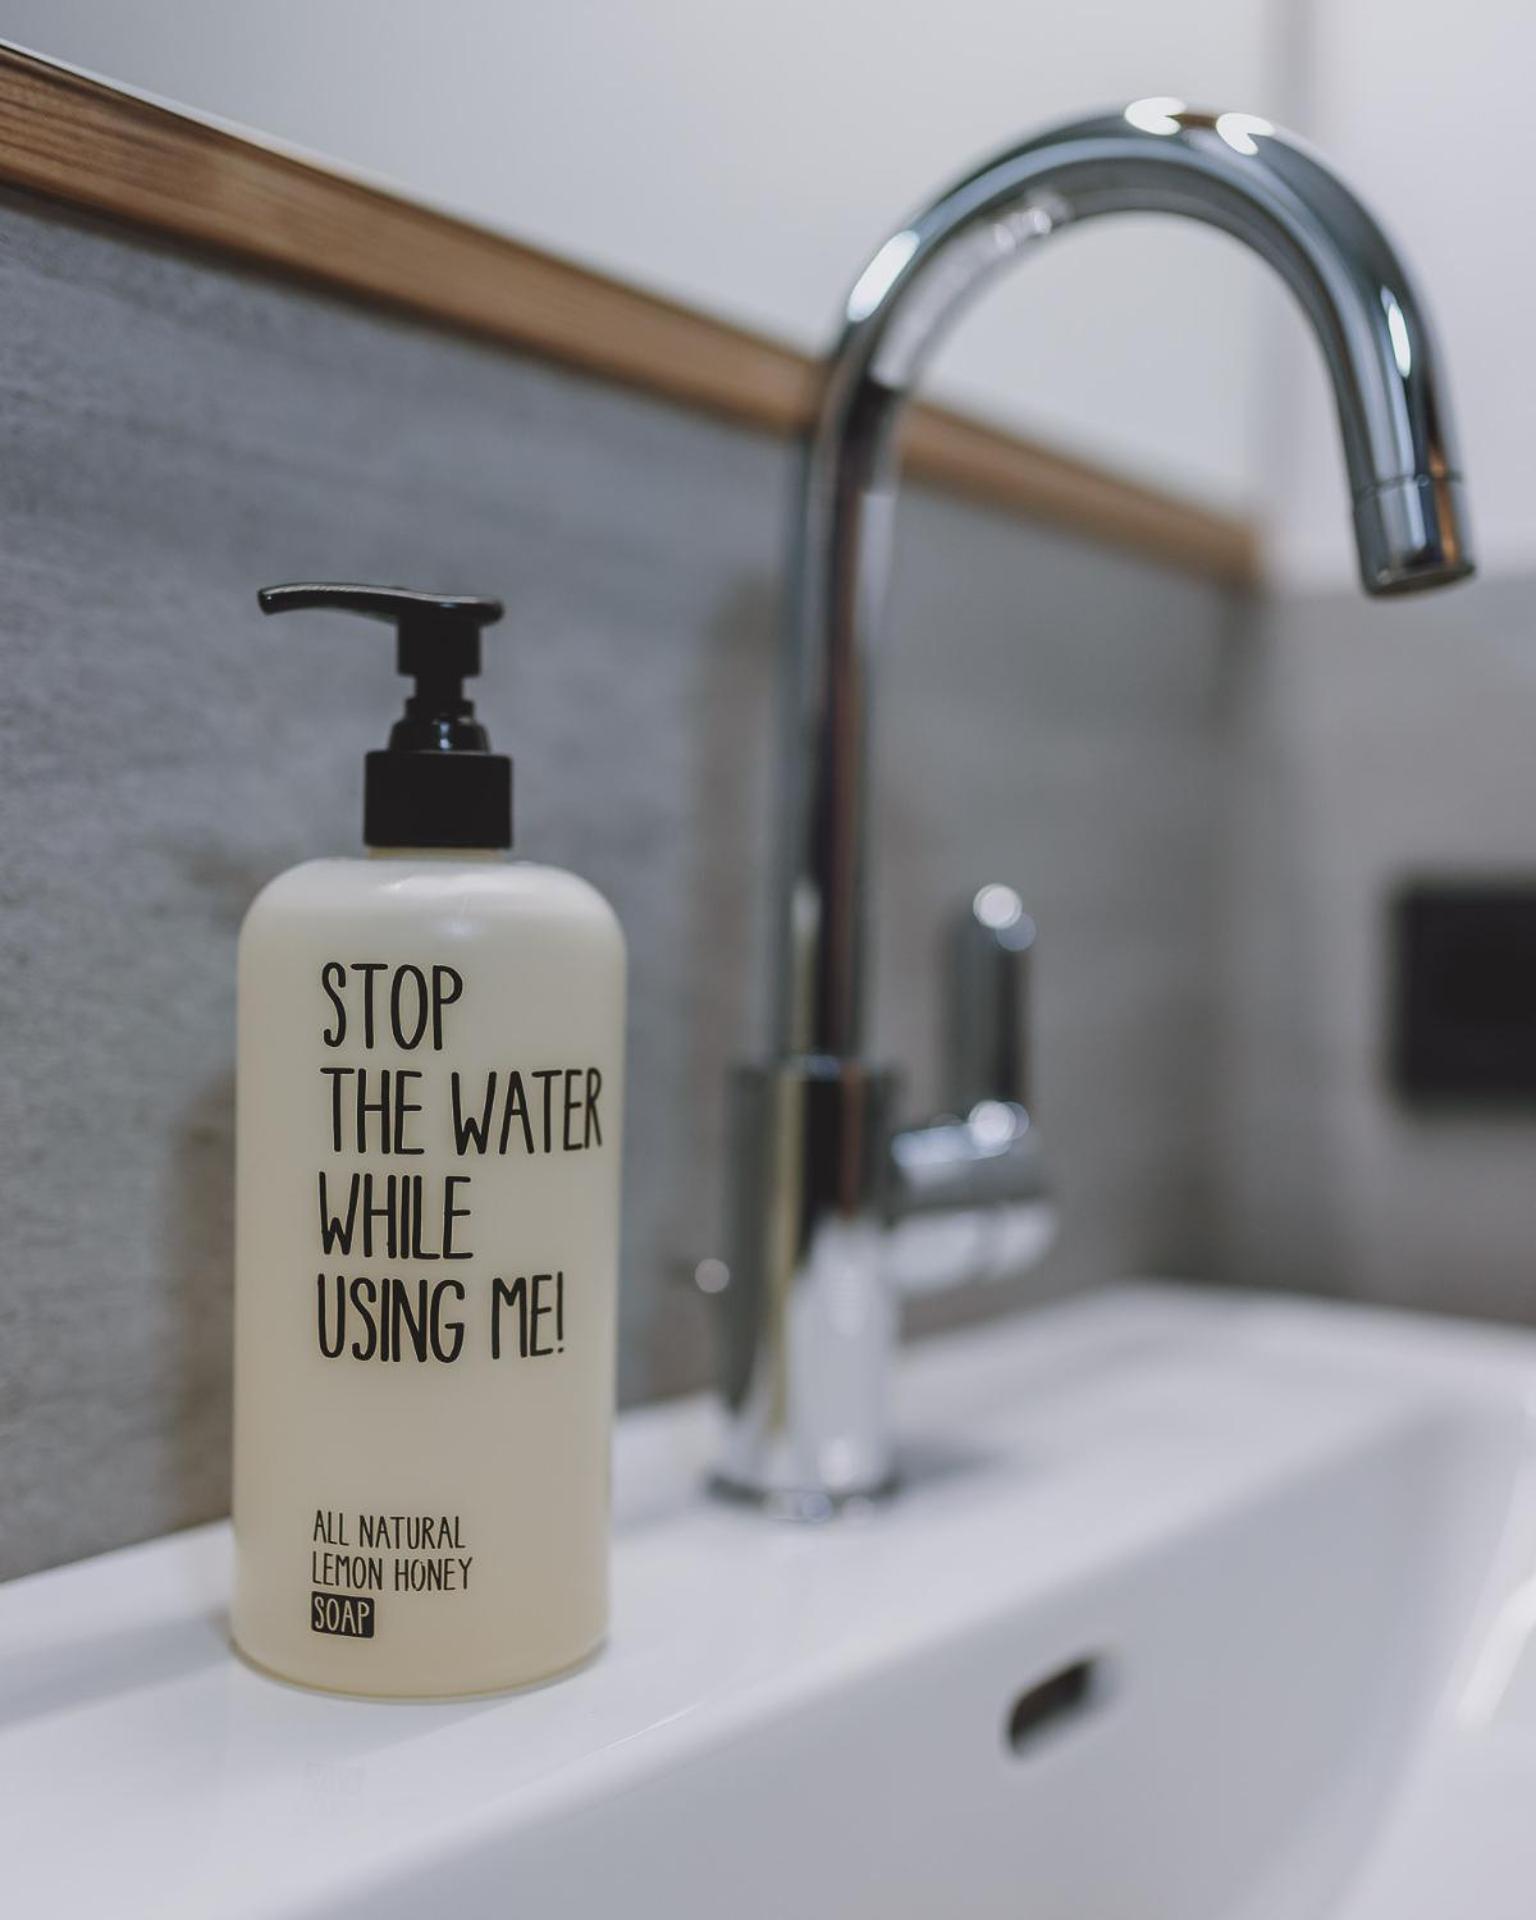 STOP
THE WATER
WHILE
USING ME!
ALL NATURAL
LEMON HONEY
SOAP